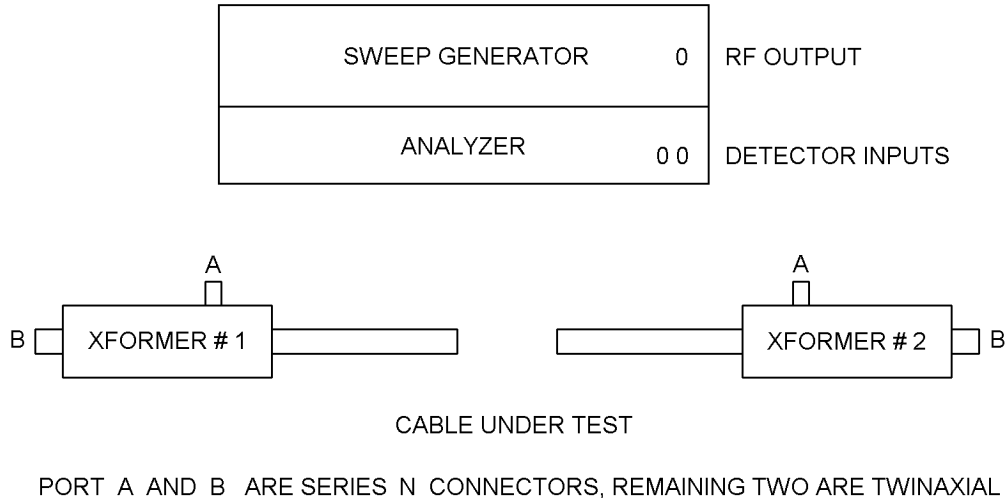 SWEEP GENERATOR 0 RF OUTPUT
ANALYZER 0 0 DETECTOR INPUTS
A A
B XFORMER # 1 XFORMER # 2 B
CABLE UNDER TEST
PORT A AND B ARE SERIES N CONNECTORS, REMAINING TWO ARE TWINAXIAL